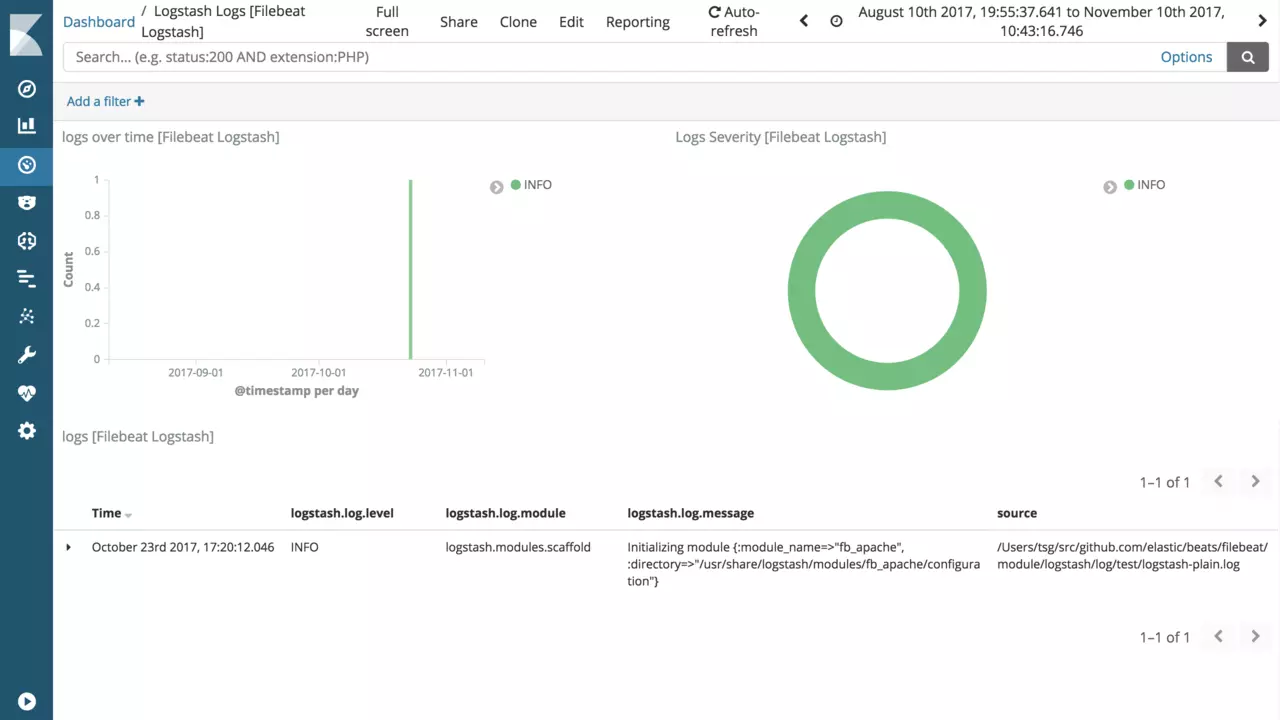 Dashboard / Logstash Logs [Filebeat Logstash]
Full screen
Share
Clone
Edit
Reporting
Auto-refresh
August 10th 2017, 19:55:37.641 to November 10th 2017, 10:43:16.746
Search... (e.g. status:200 AND extension:PHP)
Options
Add a filter +
logs over time [Filebeat Logstash]
1
0.8
0.6
0.4
0.2
0
Count
2017-09-01
2017-10-01
2017-11-01
@timestamp per day
INFO
Logs Severity [Filebeat Logstash]
INFO
logs [Filebeat Logstash]
1–1 of 1
Time logstash.log.level logstash.log.module logstash.log.message source
October 23rd 2017, 17:20:12.046
INFO
logstash.modules.scaffold
Initializing module {:module_name=>"fb_apache",
:directory=>"/usr/share/logstash/modules/fb_apache/configura
tion"}
/Users/tsg/src/github.com/elastic/beats/filebeat/
module/logstash/log/test/logstash-plain.log
1–1 of 1